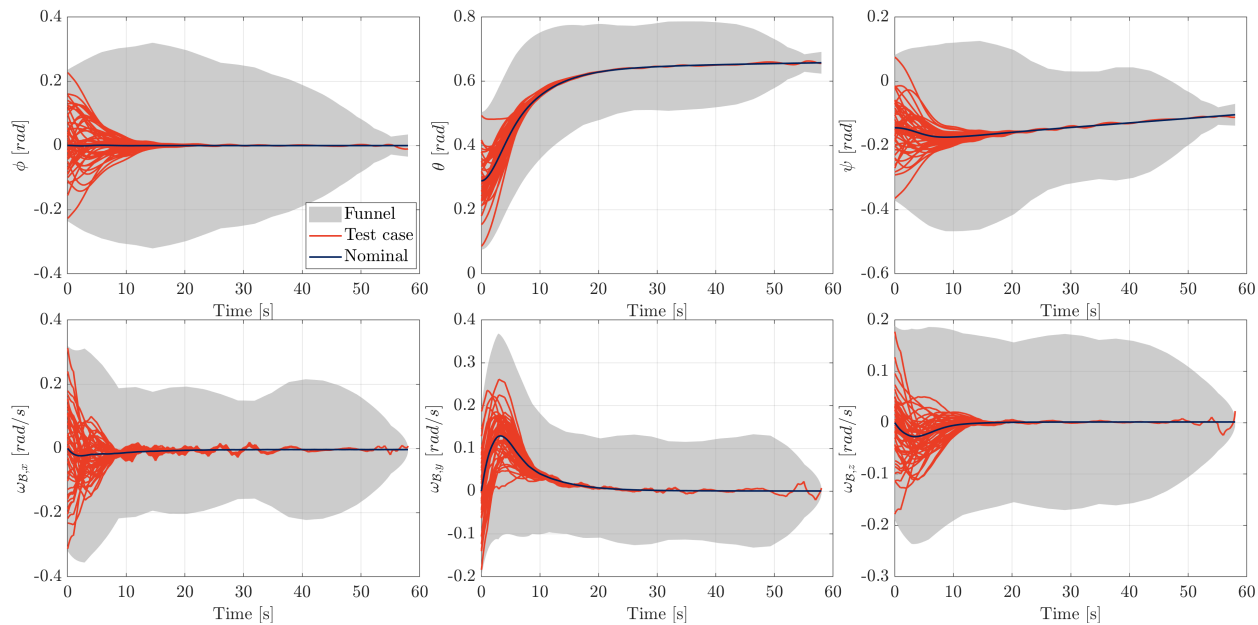 0.4
0.2
0
-0.2
-0.4
ϕ [rad]
0 10 20 30 40 50 60
Time [s]
Funnel
Test case
Nominal
0.8
0.6
0.4
0.2
0
θ [rad]
0 10 20 30 40 50 60
Time [s]
0.2
0
-0.2
-0.4
-0.6
ψ [rad]
0 10 20 30 40 50 60
Time [s]
0.4
0.2
0
-0.2
-0.4
ω_{ℬ,x} [rad/s]
0 10 20 30 40 50 60
Time [s]
0.4
0.3
0.2
0.1
0
-0.1
-0.2
ω_{ℬ,y} [rad/s]
0 10 20 30 40 50 60
Time [s]
0.2
0.1
0
-0.1
-0.2
-0.3
ω_{ℬ,z} [rad/s]
0 10 20 30 40 50 60
Time [s]